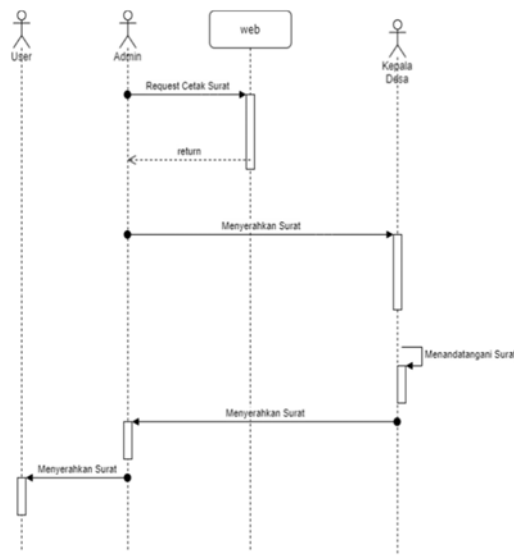 web
User
Admin
Kepala
Desa
Request Cetak Surat
return
Menyerahkan Surat
Menandatangani Surat
Menyerahkan Surat
Menyerahkan Surat